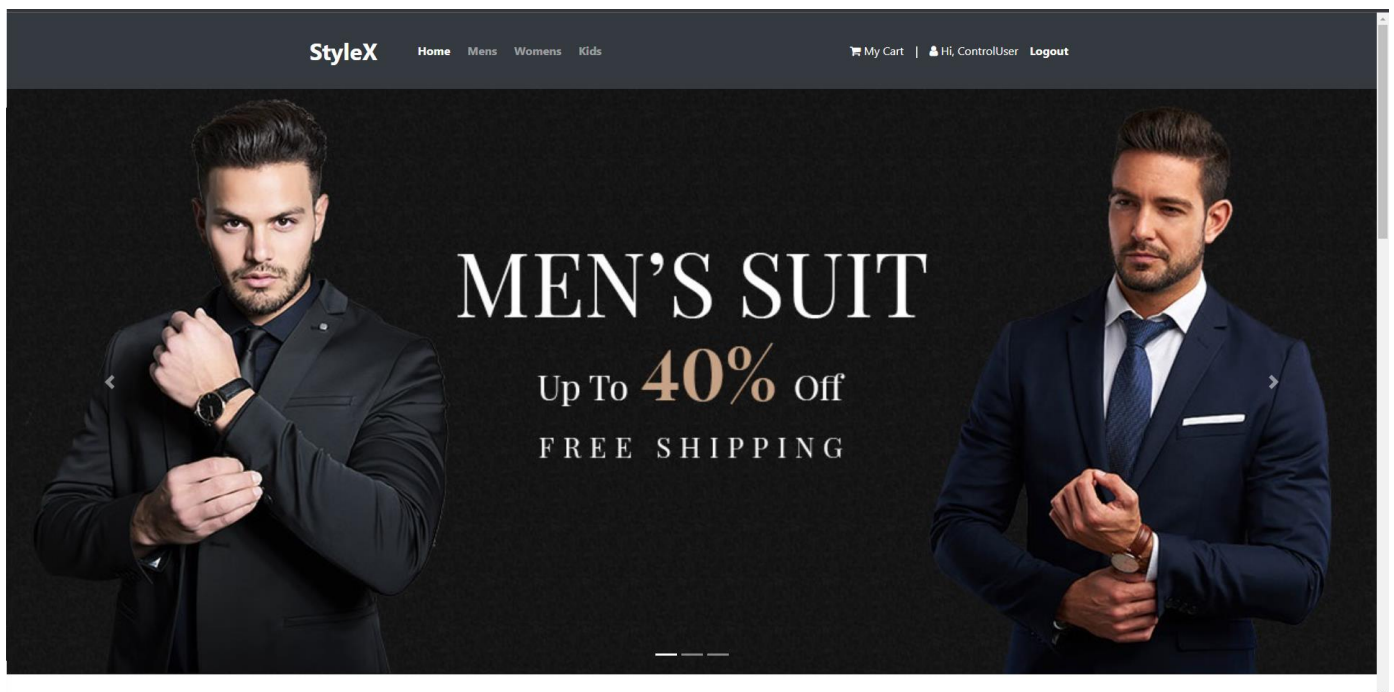 StyleX Home Mens Womens Kids My Cart | Hi, ControlUser Logout
MEN’S SUIT
Up To 40% Off
FREE SHIPPING